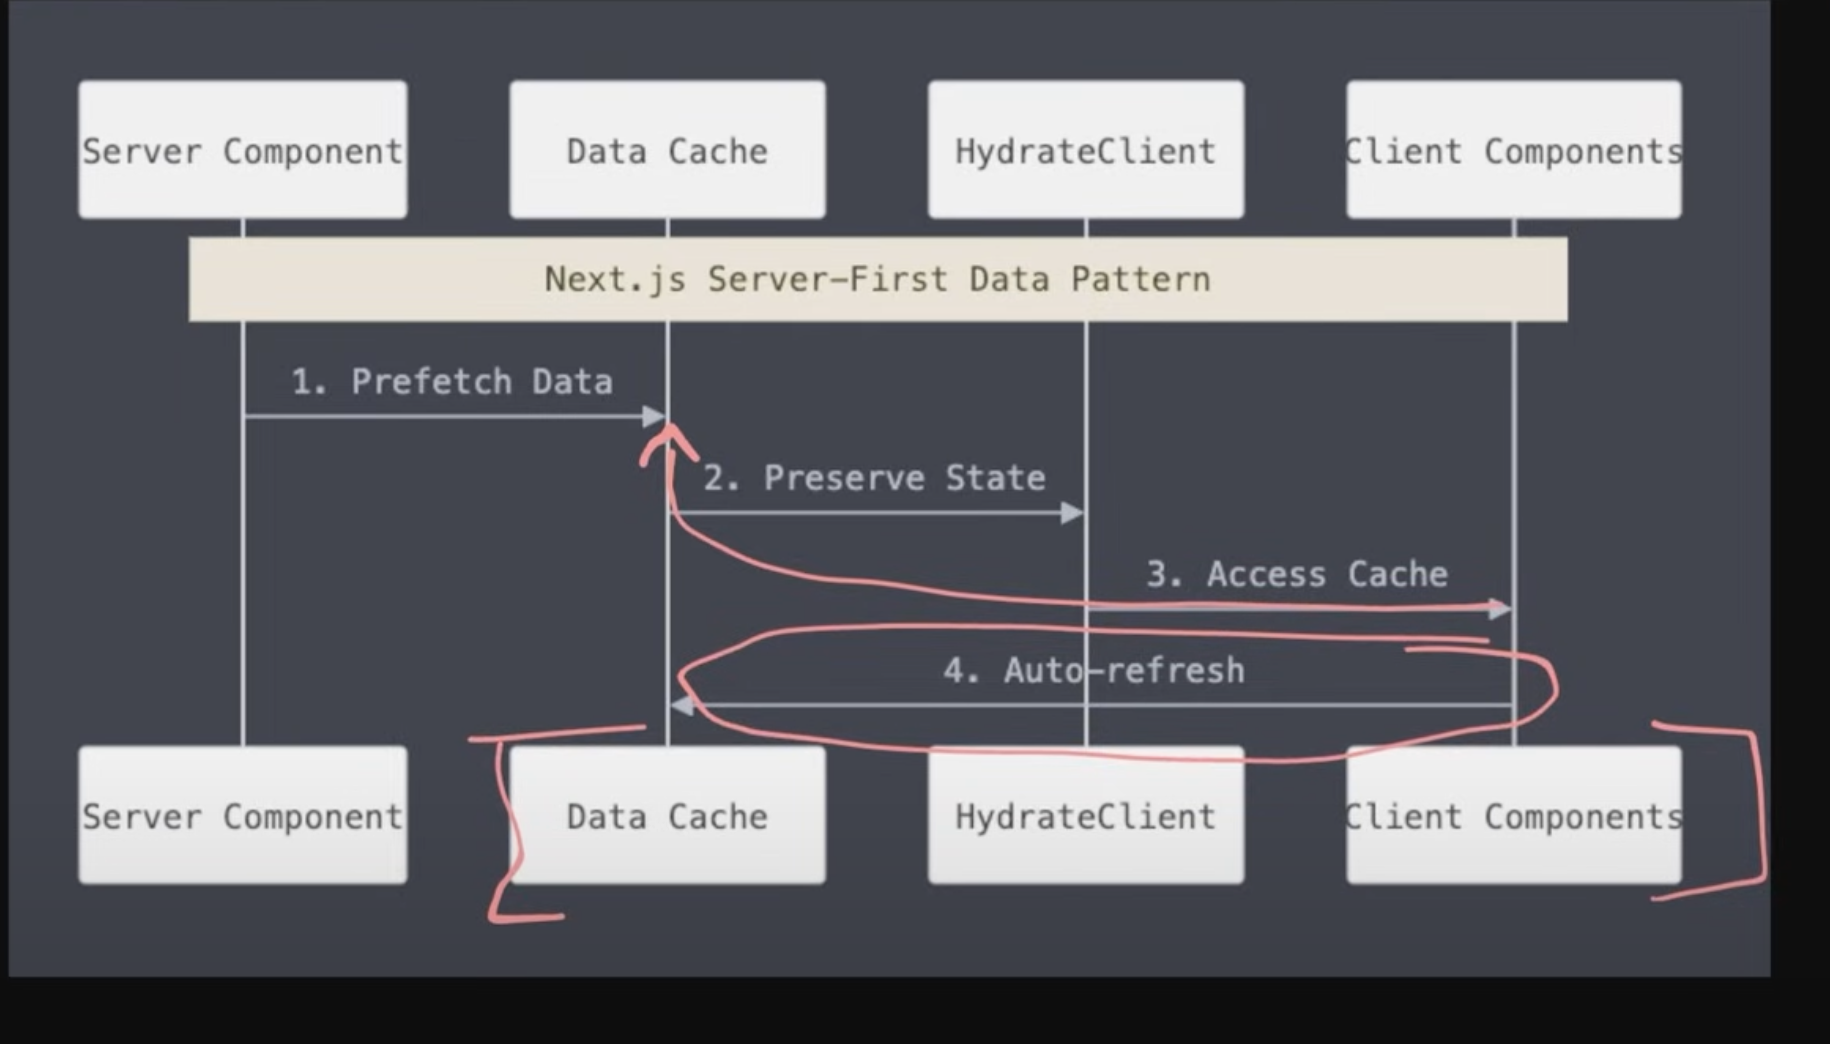 Server Component
Data Cache
HydrateClient
Client Components
Next.js Server-First Data Pattern
1. Prefetch Data
2. Preserve State
3. Access Cache
4. Auto-refresh
Server Component
Data Cache
HydrateClient
Client Components